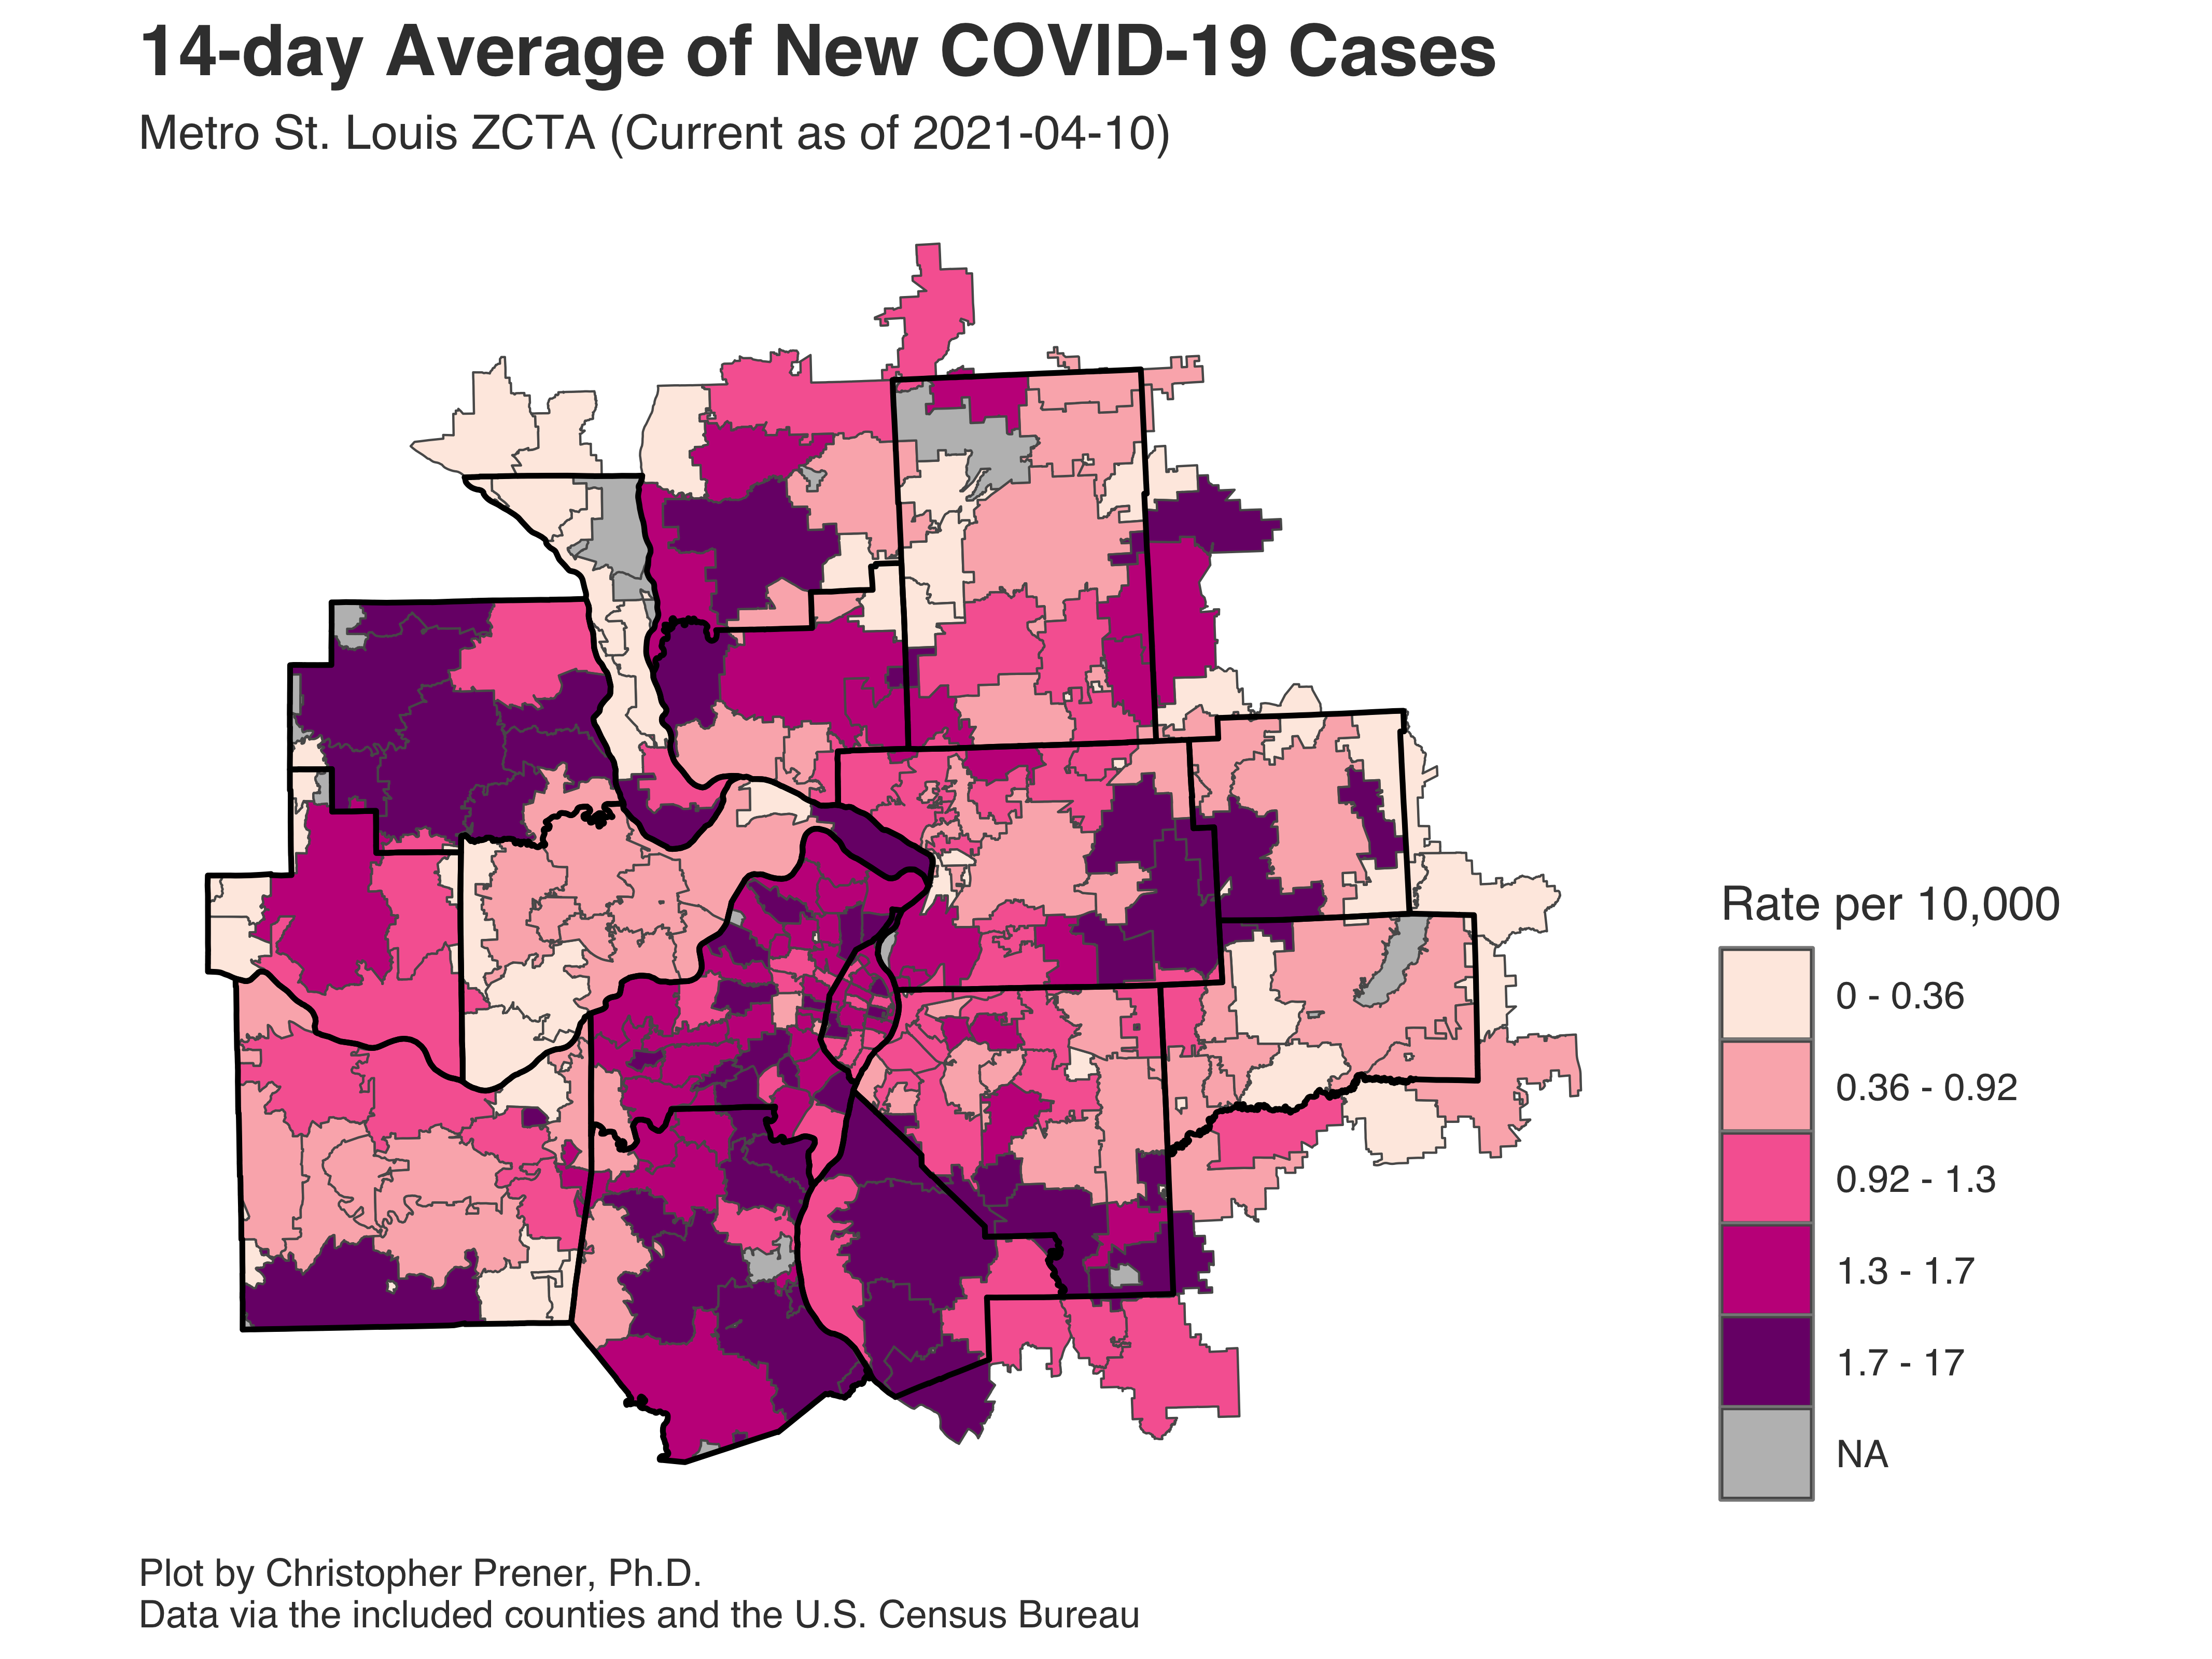 14-day Average of New COVID-19 Cases
Metro St. Louis ZCTA (Current as of 2021-04-10)
Rate per 10,000
0 - 0.36
0.36 - 0.92
0.92 - 1.3
1.3 - 1.7
1.7 - 17
NA
Plot by Christopher Prener, Ph.D.
Data via the included counties and the U.S. Census Bureau